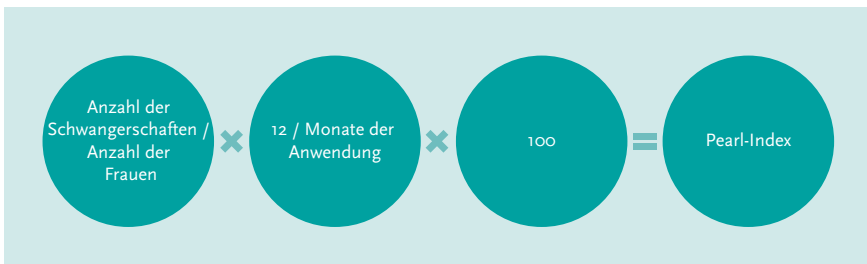 Anzahl der
Schwangerschaften /
Anzahl der
Frauen
12 / Monate der
Anwendung
100
Pearl-Index